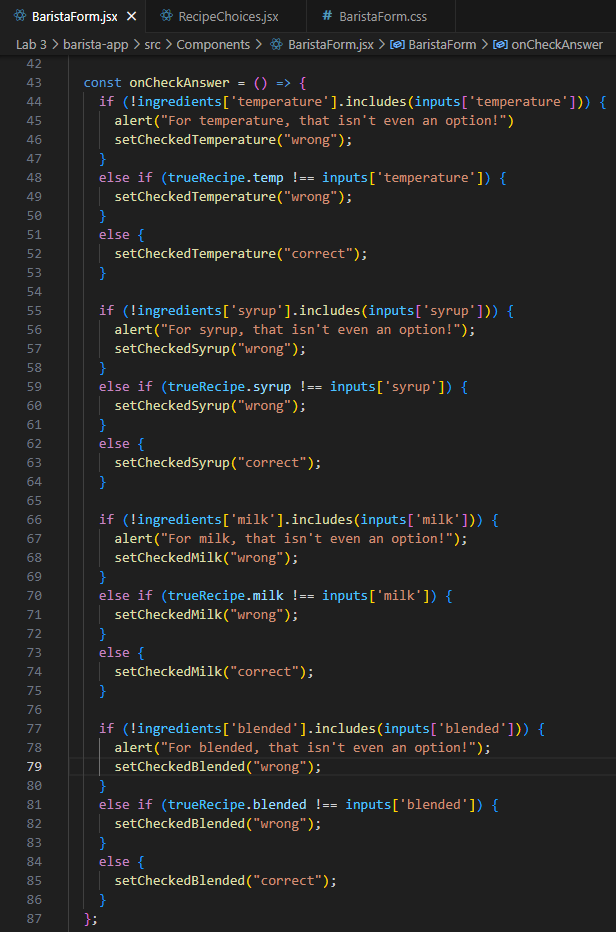 BaristaForm.jsx × RecipeChoices.jsx # BaristaForm.css
Lab 3 > barista-app > src > Components > BaristaForm.jsx > BaristaForm > onCheckAnswer
42
43 const onCheckAnswer = () => {
44 if (!ingredients['temperature'].includes(inputs['temperature'])) {
45 alert("For temperature, that isn't even an option!")
46 setCheckedTemperature("wrong");
47 }
48 else if (trueRecipe.temp !== inputs['temperature']) {
49 setCheckedTemperature("wrong");
50 }
51 else {
52 setCheckedTemperature("correct");
53 }
54
55 if (!ingredients['syrup'].includes(inputs['syrup'])) {
56 alert("For syrup, that isn't even an option!");
57 setCheckedSyrup("wrong");
58 }
59 else if (trueRecipe.syrup !== inputs['syrup']) {
60 setCheckedSyrup("wrong");
61 }
62 else {
63 setCheckedSyrup("correct");
64 }
65
66 if (!ingredients['milk'].includes(inputs['milk'])) {
67 alert("For milk, that isn't even an option!");
68 setCheckedMilk("wrong");
69 }
70 else if (trueRecipe.milk !== inputs['milk']) {
71 setCheckedMilk("wrong");
72 }
73 else {
74 setCheckedMilk("correct");
75 }
76
77 if (!ingredients['blended'].includes(inputs['blended'])) {
78 alert("For blended, that isn't even an option!");
79 setCheckedBlended("wrong");
80 }
81 else if (trueRecipe.blended !== inputs['blended']) {
82 setCheckedBlended("wrong");
83 }
84 else {
85 setCheckedBlended("correct");
86 }
87 };